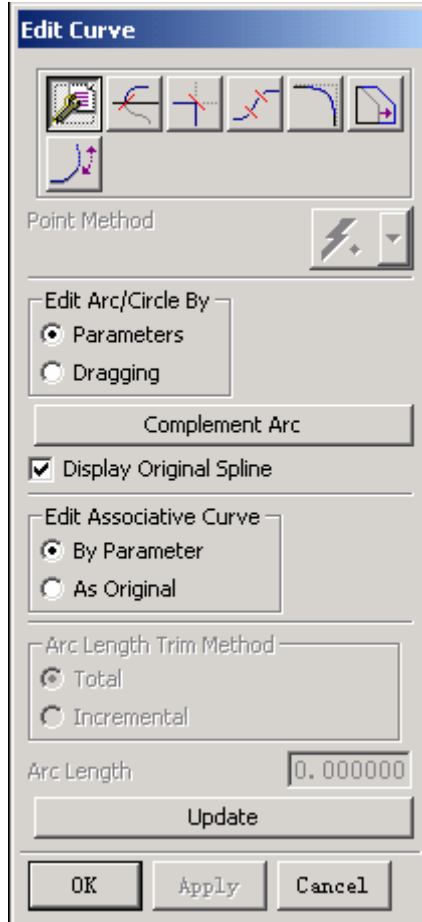 Edit Curve
Point Method
Edit Arc/Circle By
Parameters
Dragging
Complement Arc
Display Original Spline
Edit Associative Curve
By Parameter
As Original
Arc Length Trim Method
Total
Incremental
Arc Length 0.000000
Update
OK Apply Cancel